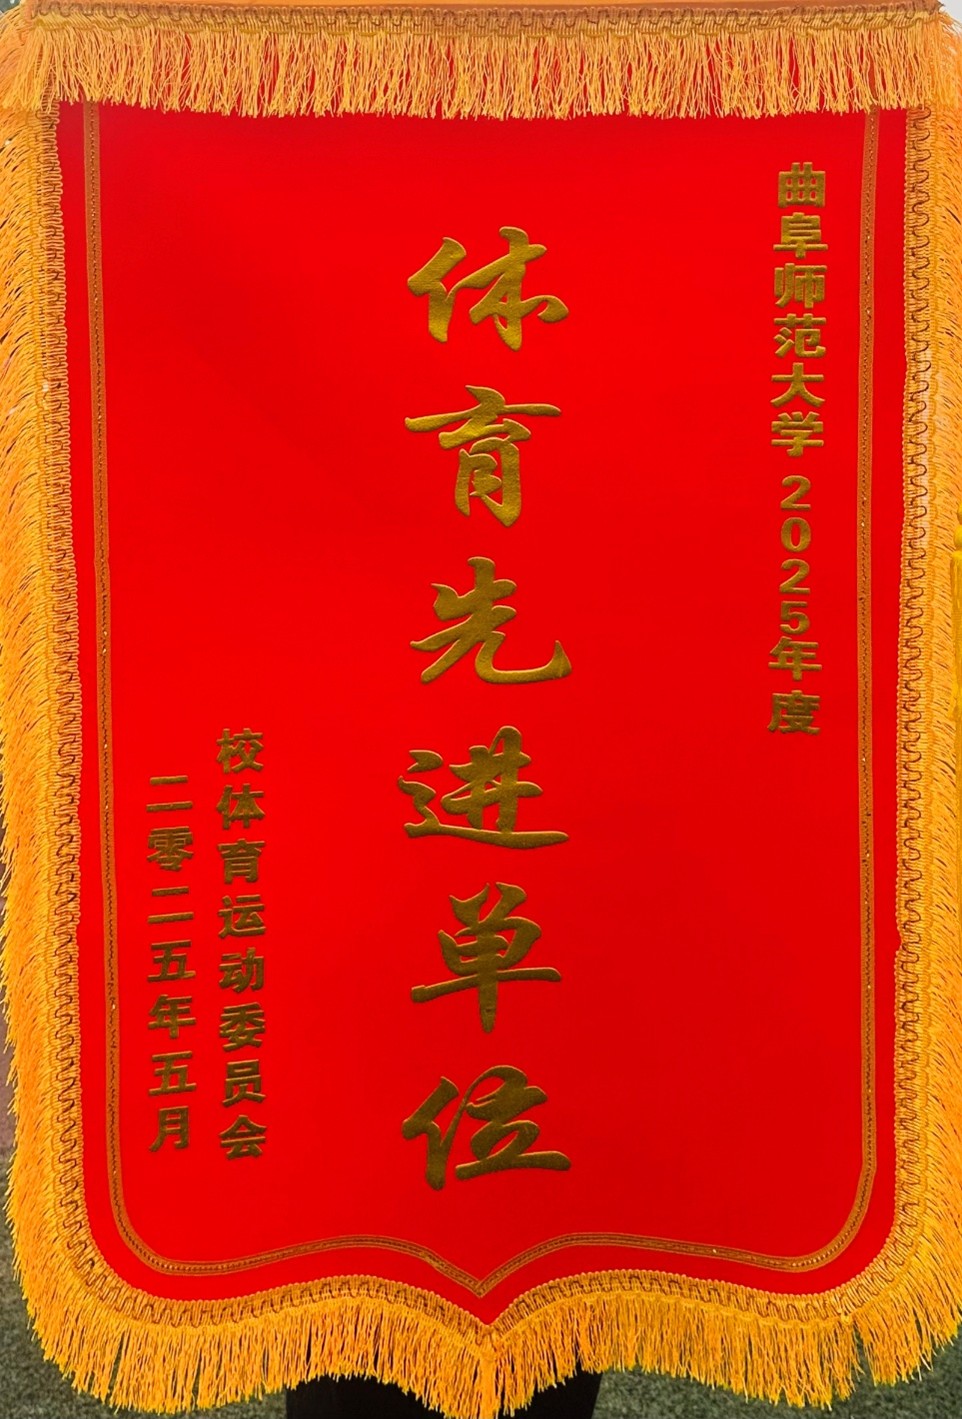 曲阜师范大学2025年度
体育先进单位
校体育运动委员会
二零二五年五月